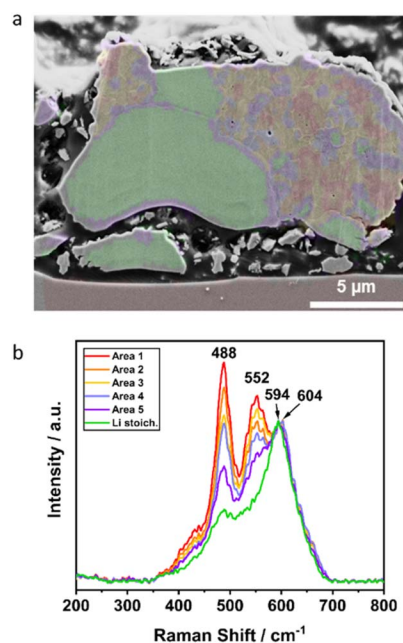 a
5 µm
b
Area 1
Area 2
Area 3
Area 4
Area 5
Li stoich.
488
552
594
604
Intensity / a.u.
200 300 400 500 600 700 800
Raman Shift / cm⁻¹